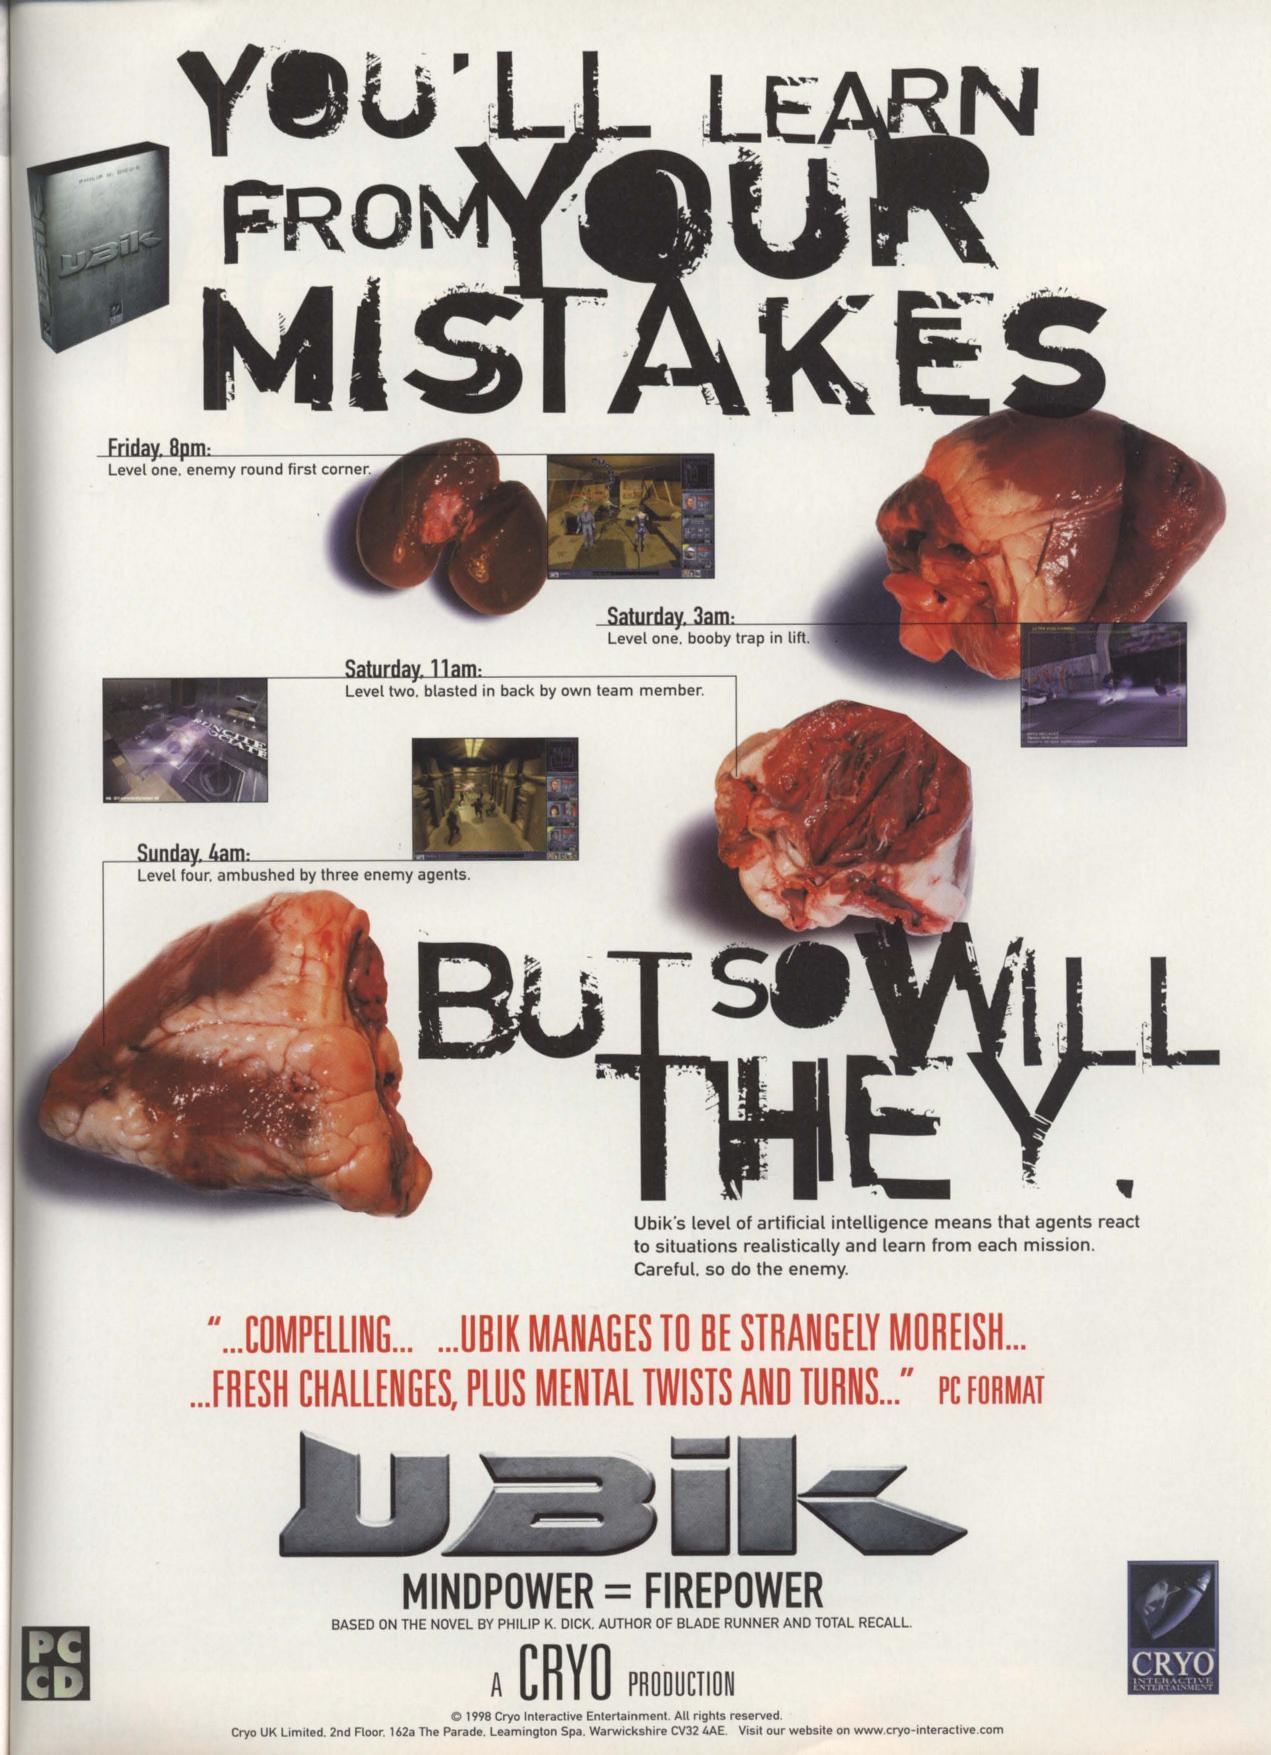 YOU'LL LEARN
FROM YOUR
MISTAKES
PHILIP K. DICK'S
UBIK
UBIK
Friday, 8pm:
Level one, enemy round first corner.
Saturday, 3am:
Level one, booby trap in lift.
Saturday, 11am:
Level two, blasted in back by own team member.
RUNCITE
Sunday, 4am:
Level four, ambushed by three enemy agents.
BUT SO WILL
THEY.
Ubik's level of artificial intelligence means that agents react
to situations realistically and learn from each mission.
Careful, so do the enemy.
“...COMPELLING... ...UBIK MANAGES TO BE STRANGELY MOREISH...
...FRESH CHALLENGES, PLUS MENTAL TWISTS AND TURNS...” PC FORMAT
UBiK
MINDPOWER = FIREPOWER
BASED ON THE NOVEL BY PHILIP K. DICK, AUTHOR OF BLADE RUNNER AND TOTAL RECALL.
PC
CD
A CRYO PRODUCTION
CRYO™
INTERACTIVE
ENTERTAINMENT
© 1998 Cryo Interactive Entertainment. All rights reserved.
Cryo UK Limited, 2nd Floor, 162a The Parade, Leamington Spa, Warwickshire CV32 4AE. Visit our website on www.cryo-interactive.com